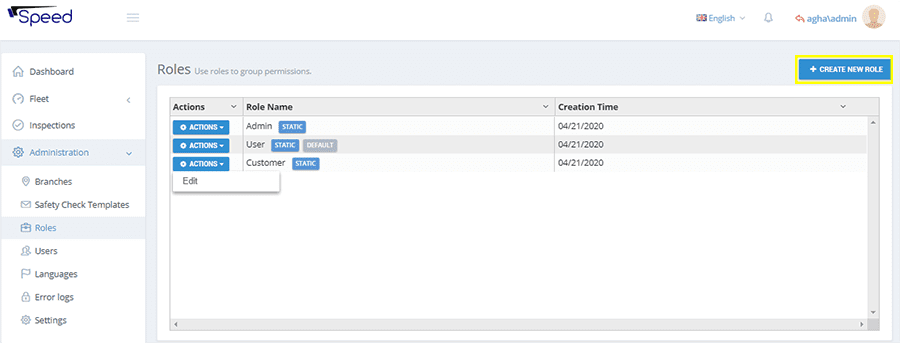 Speed
English
agha\admin
Dashboard
Fleet
Inspections
Administration
Branches
Safety Check Templates
Roles
Users
Languages
Error logs
Settings
Roles Use roles to group permissions.
+ CREATE NEW ROLE
Actions Role Name Creation Time
ACTIONS Admin STATIC 04/21/2020
ACTIONS User STATIC DEFAULT 04/21/2020
ACTIONS Customer STATIC 04/21/2020
Edit